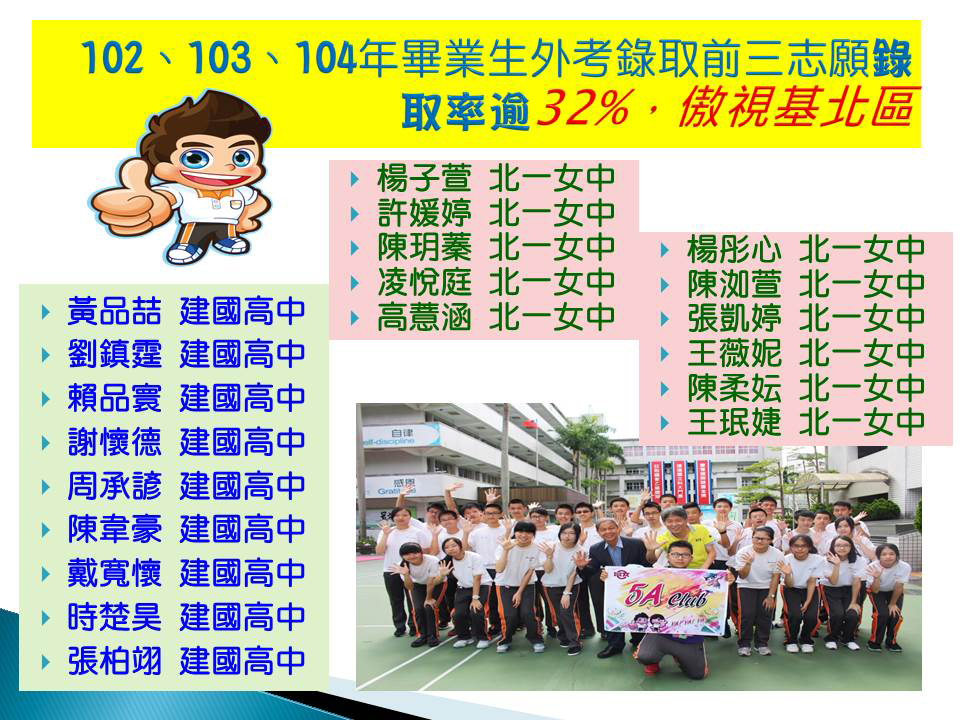 102、103、104年畢業生外考錄取前三志願錄
取率逾32%，傲視基北區
楊子萱 北一女中
許媛婷 北一女中
陳玥蓁 北一女中
凌悅庭 北一女中
高薏涵 北一女中
楊彤心 北一女中
陳洳萱 北一女中
張凱婷 北一女中
王薇妮 北一女中
陳柔妘 北一女中
王珉婕 北一女中
黃品喆 建國高中
劉鎮霆 建國高中
賴品寰 建國高中
謝懷德 建國高中
周承諺 建國高中
陳韋豪 建國高中
戴寬懷 建國高中
時楚昊 建國高中
張柏翊 建國高中
自律
self-discipline
感恩
5A Club